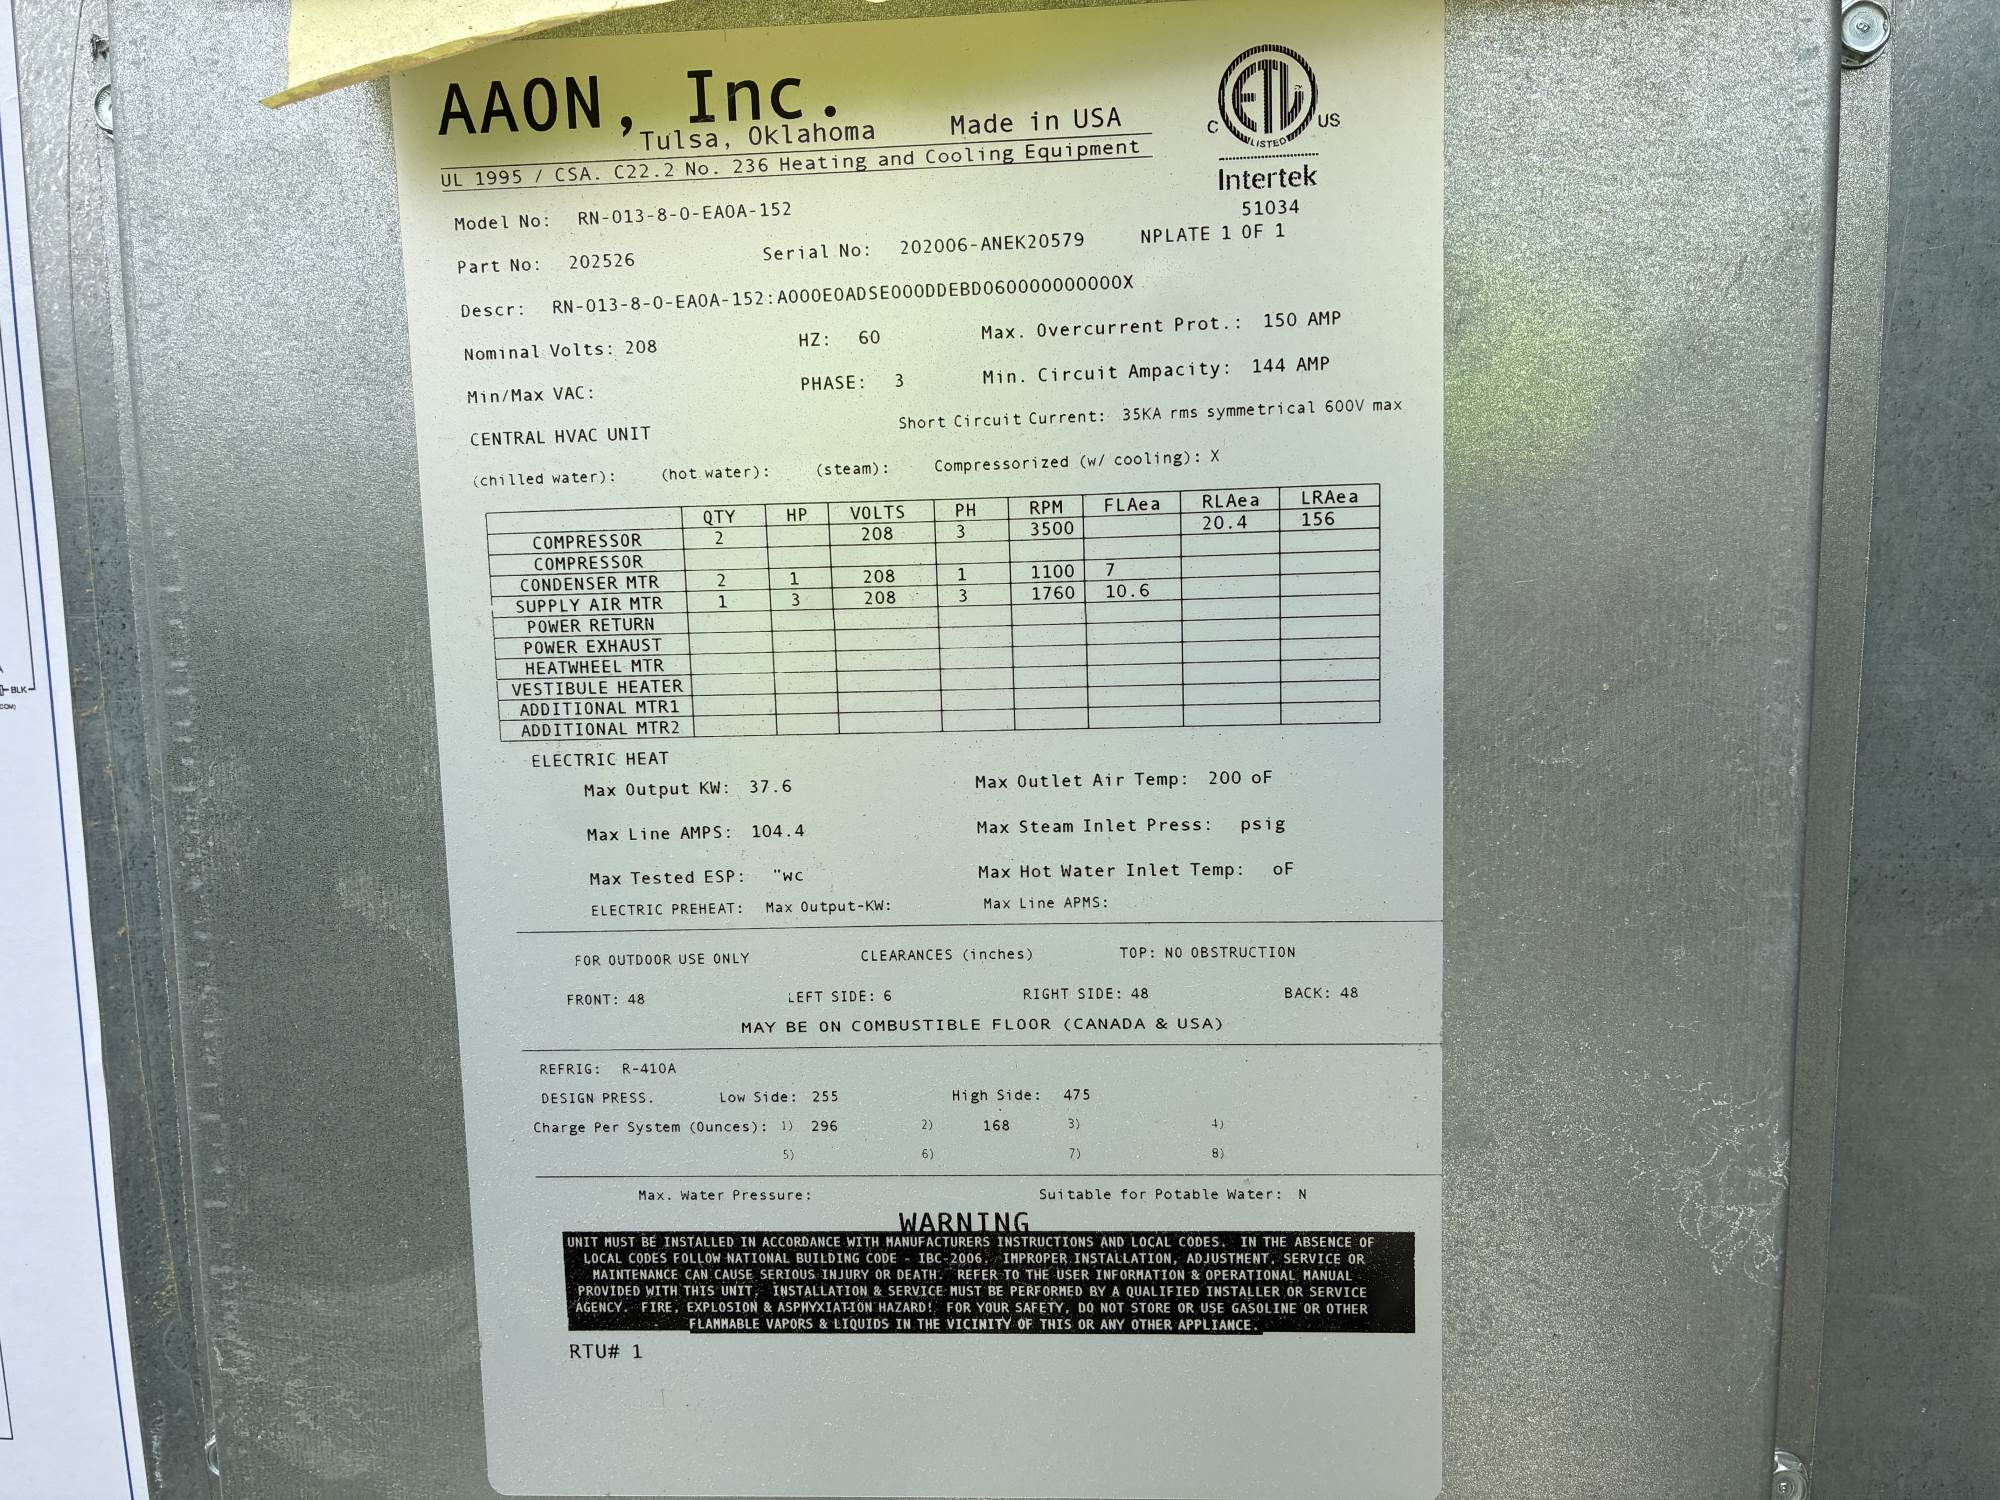 AAON, Inc.
Tulsa, Oklahoma Made in USA
UL 1995 / CSA. C22.2 No. 236 Heating and Cooling Equipment
C ETL US
LISTED
Intertek
51034
Model No: RN-013-8-0-EA0A-152
Part No: 202526 Serial No: 202006-ANEK20579 NPLATE 1 OF 1
Descr: RN-013-8-0-EA0A-152:A000E0ADSE000DDEBD060000000000X
Nominal Volts: 208 HZ: 60 Max. Overcurrent Prot.: 150 AMP
Min/Max VAC: PHASE: 3 Min. Circuit Ampacity: 144 AMP
CENTRAL HVAC UNIT Short Circuit Current: 35KA rms symmetrical 600V max
(chilled water): (hot water): (steam): Compressorized (w/ cooling): X
QTY HP VOLTS PH RPM FLAea RLAea LRAea
COMPRESSOR 2 208 3 3500 20.4 156
COMPRESSOR
CONDENSER MTR 2 1 208 1 1100 7
SUPPLY AIR MTR 1 3 208 3 1760 10.6
POWER RETURN
POWER EXHAUST
HEATWHEEL MTR
VESTIBULE HEATER
ADDITIONAL MTR1
ADDITIONAL MTR2
ELECTRIC HEAT
Max Output KW: 37.6 Max Outlet Air Temp: 200 oF
Max Line AMPS: 104.4 Max Steam Inlet Press: psig
Max Tested ESP: "wc Max Hot Water Inlet Temp: oF
ELECTRIC PREHEAT: Max Output-KW: Max Line APMS:
FOR OUTDOOR USE ONLY CLEARANCES (inches) TOP: NO OBSTRUCTION
FRONT: 48 LEFT SIDE: 6 RIGHT SIDE: 48 BACK: 48
MAY BE ON COMBUSTIBLE FLOOR (CANADA & USA)
REFRIG: R-410A
DESIGN PRESS. Low Side: 255 High Side: 475
Charge Per System (Ounces): 1) 296 2) 168 3) 4)
5) 6) 7) 8)
Max. Water Pressure: Suitable for Potable Water: N
WARNING
UNIT MUST BE INSTALLED IN ACCORDANCE WITH MANUFACTURERS INSTRUCTIONS AND LOCAL CODES. IN THE ABSENCE OF
LOCAL CODES FOLLOW NATIONAL BUILDING CODE - IBC-2006. IMPROPER INSTALLATION, ADJUSTMENT, SERVICE OR
MAINTENANCE CAN CAUSE SERIOUS INJURY OR DEATH. REFER TO THE USER INFORMATION & OPERATIONAL MANUAL
PROVIDED WITH THIS UNIT. INSTALLATION & SERVICE MUST BE PERFORMED BY A QUALIFIED INSTALLER OR SERVICE
AGENCY. FIRE, EXPLOSION & ASPHYXIATION HAZARD! FOR YOUR SAFETY, DO NOT STORE OR USE GASOLINE OR OTHER
FLAMMABLE VAPORS & LIQUIDS IN THE VICINITY OF THIS OR ANY OTHER APPLIANCE.
RTU# 1
BLK